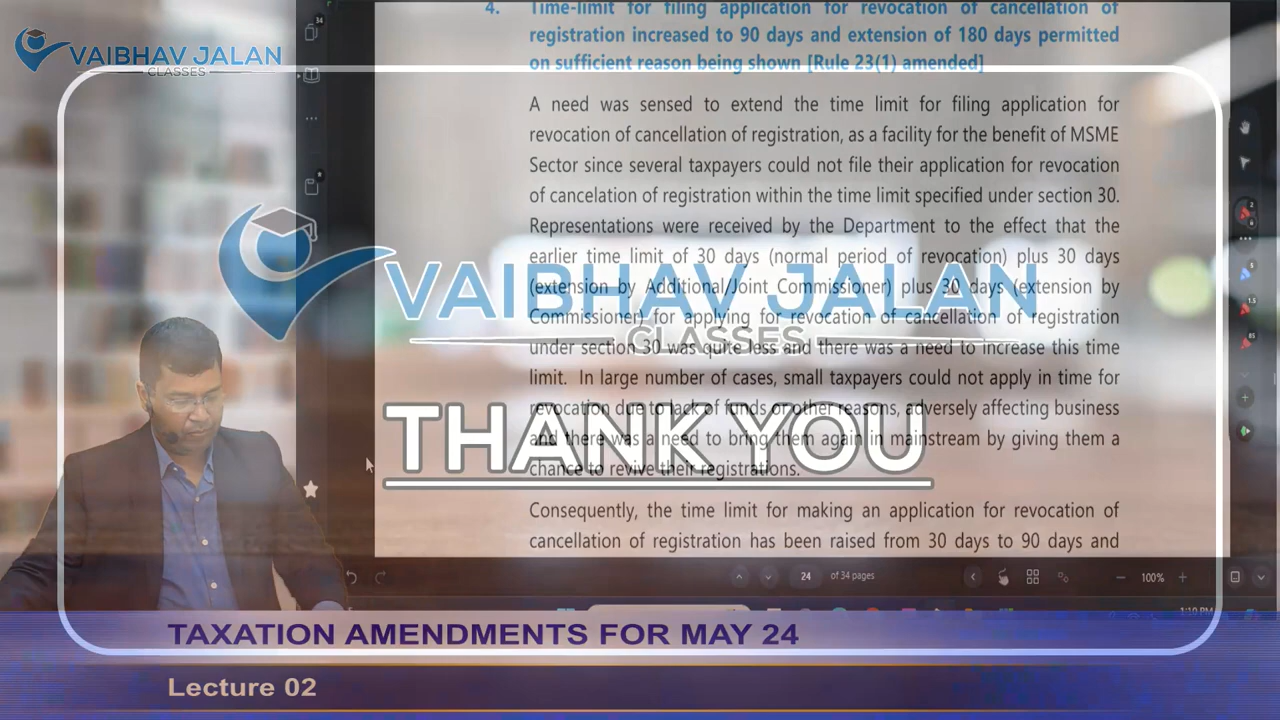 VAIBHAV JALAN
CLASSES
4. Time-limit for filing application for revocation of cancellation of
registration increased to 90 days and extension of 180 days permitted
on sufficient reason being shown [Rule 23(1) amended]
A need was sensed to extend the time limit for filing application for
revocation of cancellation of registration, as a facility for the benefit of MSME
Sector since several taxpayers could not file their application for revocation
of cancelation of registration within the time limit specified under section 30.
Representations were received by the Department to the effect that the
earlier time limit of 30 days (normal period of revocation) plus 30 days
(extension by Additional/Joint Commissioner) plus 30 days (extension by
Commissioner) for applying for revocation of cancellation of registration
under section 30 was quite less and there was a need to increase this time
limit. In large number of cases, small taxpayers could not apply in time for
revocation due to lack of funds or other reasons, adversely affecting business
and there was a need to bring them again in mainstream by giving them a
chance to revive their registrations.
Consequently, the time limit for making an application for revocation of
cancellation of registration has been raised from 30 days to 90 days and
VAIBHAV JALAN
CLASSES
THANK YOU
24 of 34 pages
100%
TAXATION AMENDMENTS FOR MAY 24
Lecture 02